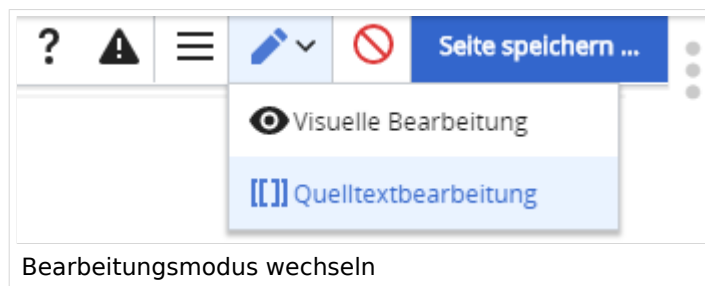 ? Seite speichern ...
Visuelle Bearbeitung
[[ ]] Quelltextbearbeitung
Bearbeitungsmodus wechseln